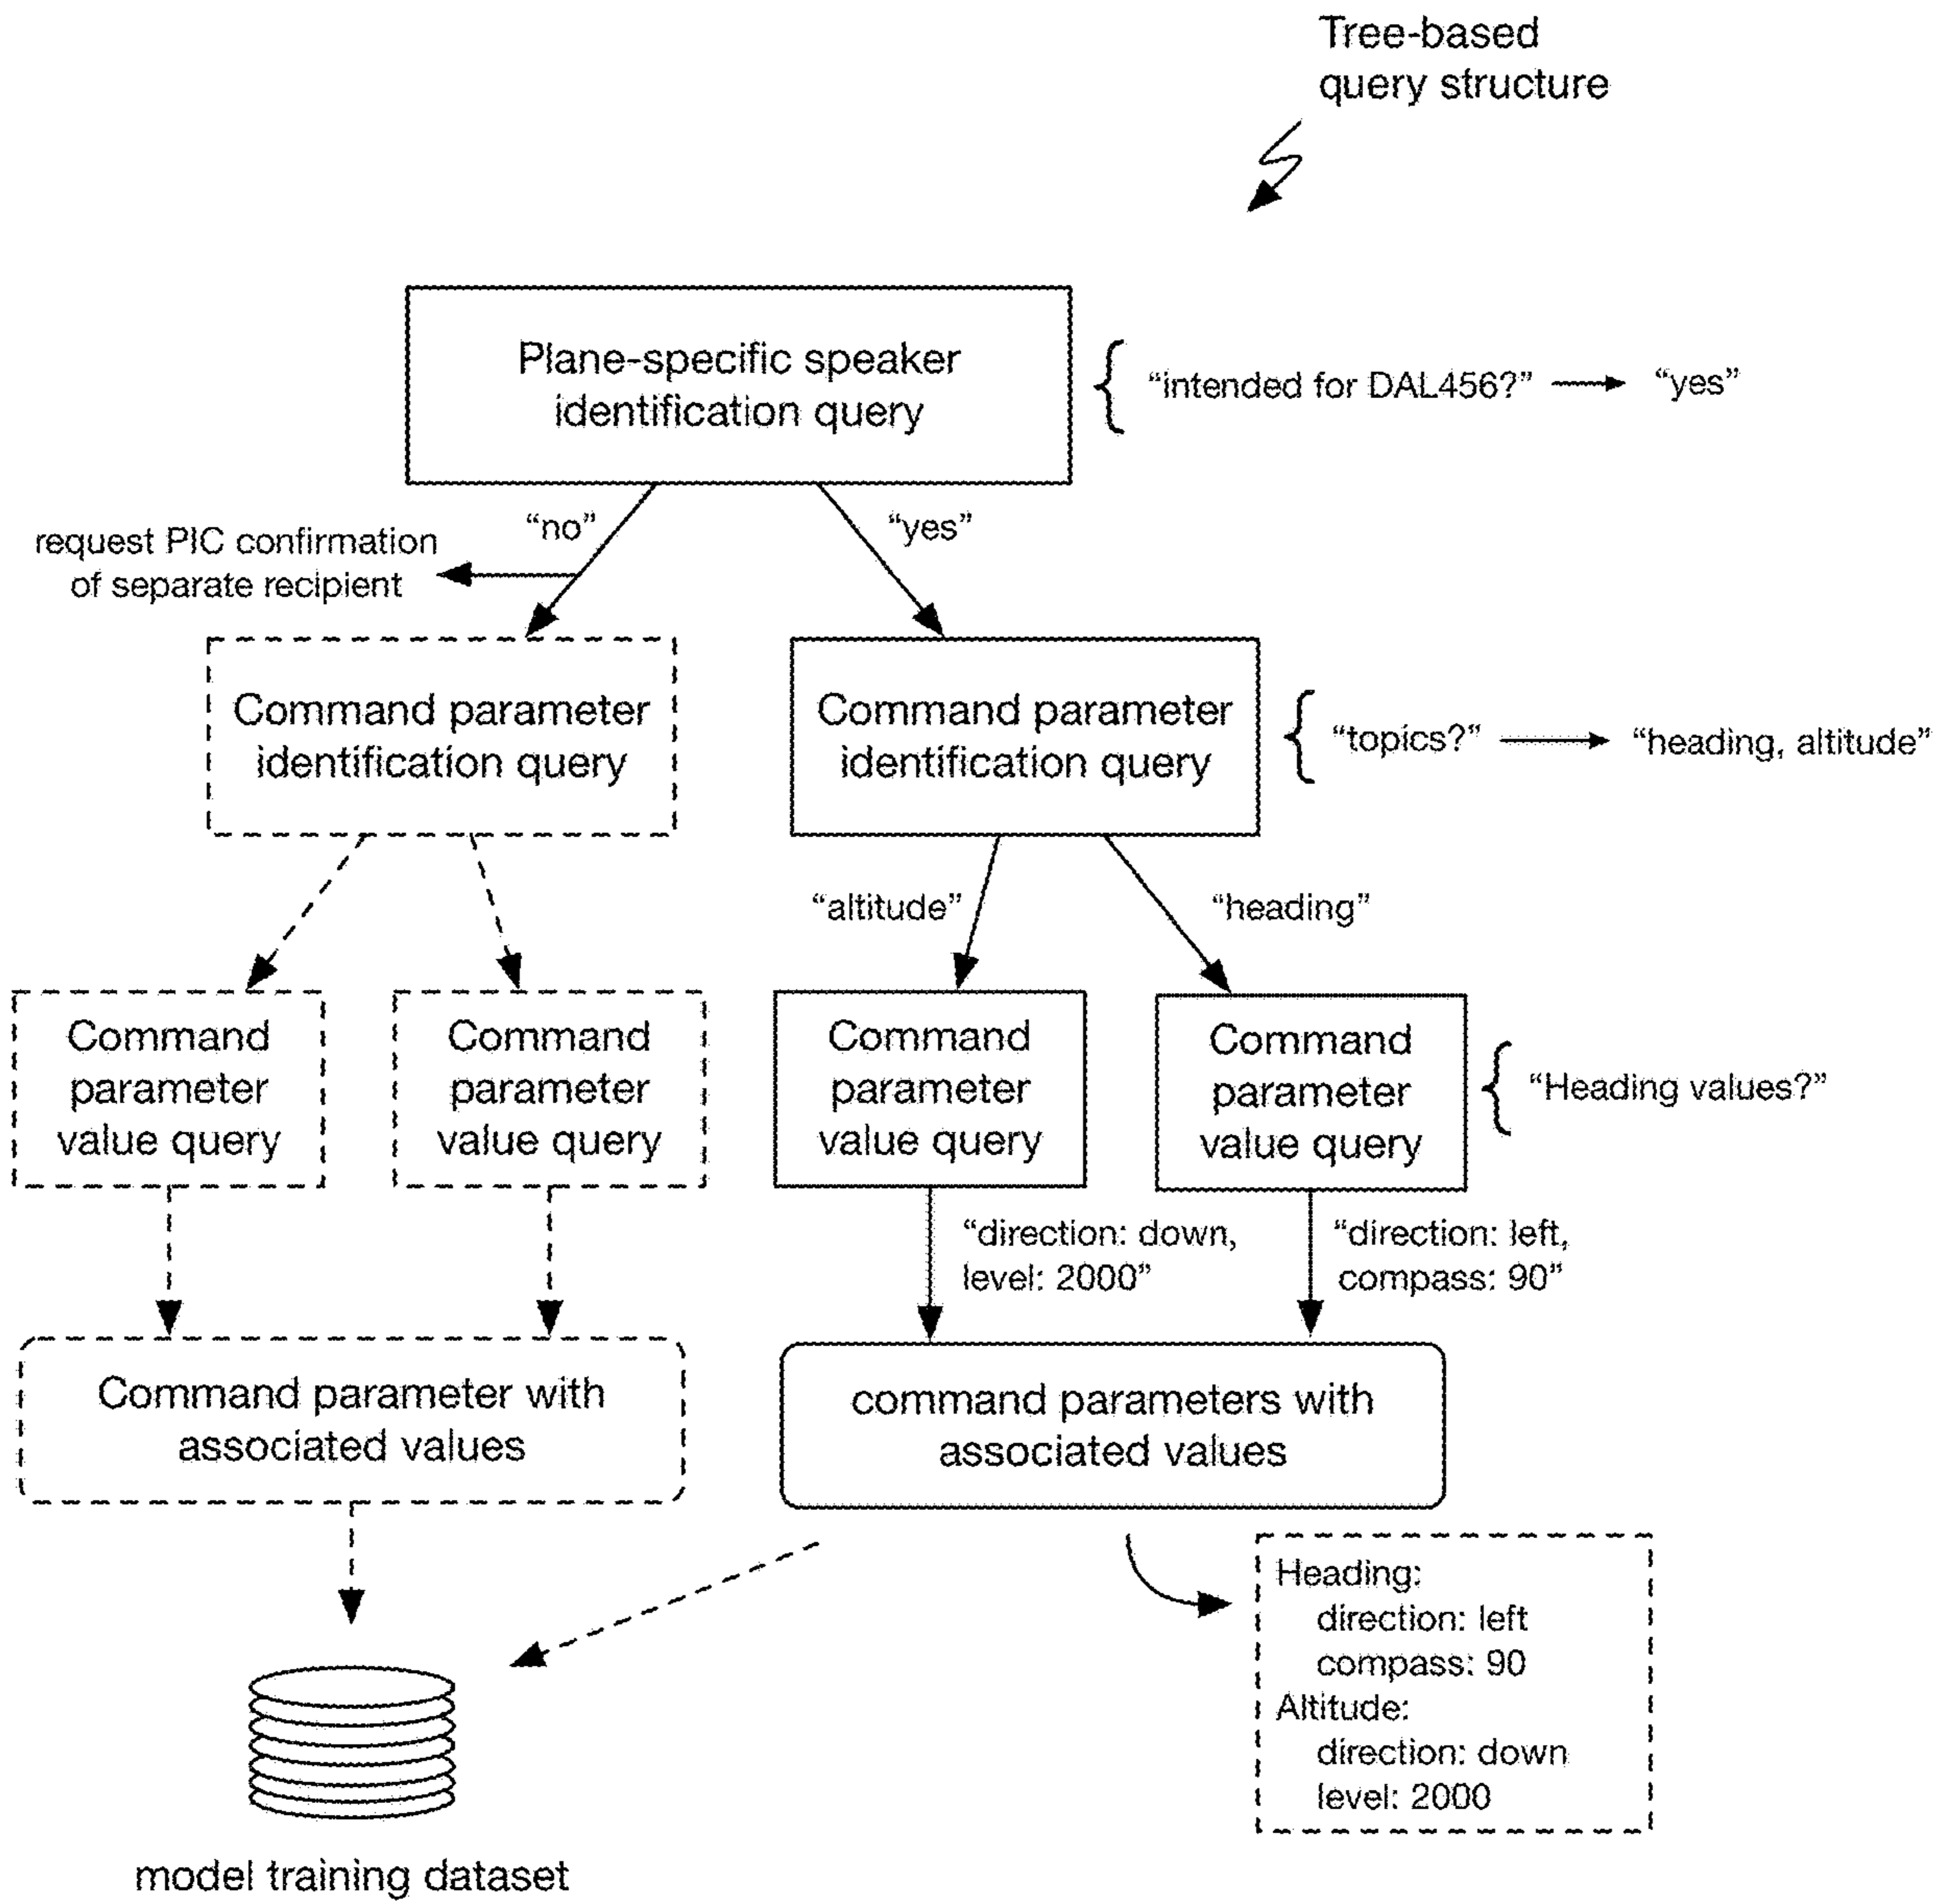 Tree-based
query structure
Plane-specific speaker
identification query
“intended for DAL456?”
“yes”
“no”
“yes”
request PIC confirmation
of separate recipient
Command parameter
identification query
Command parameter
identification query
“topics?”
“heading, altitude”
“altitude”
“heading”
Command
parameter
value query
Command
parameter
value query
Command
parameter
value query
Command
parameter
value query
“Heading values?”
“direction: down,
level: 2000”
“direction: left,
compass: 90”
Command parameter with
associated values
command parameters with
associated values
Heading:
direction: left
compass: 90
Altitude:
direction: down
level: 2000
model training dataset